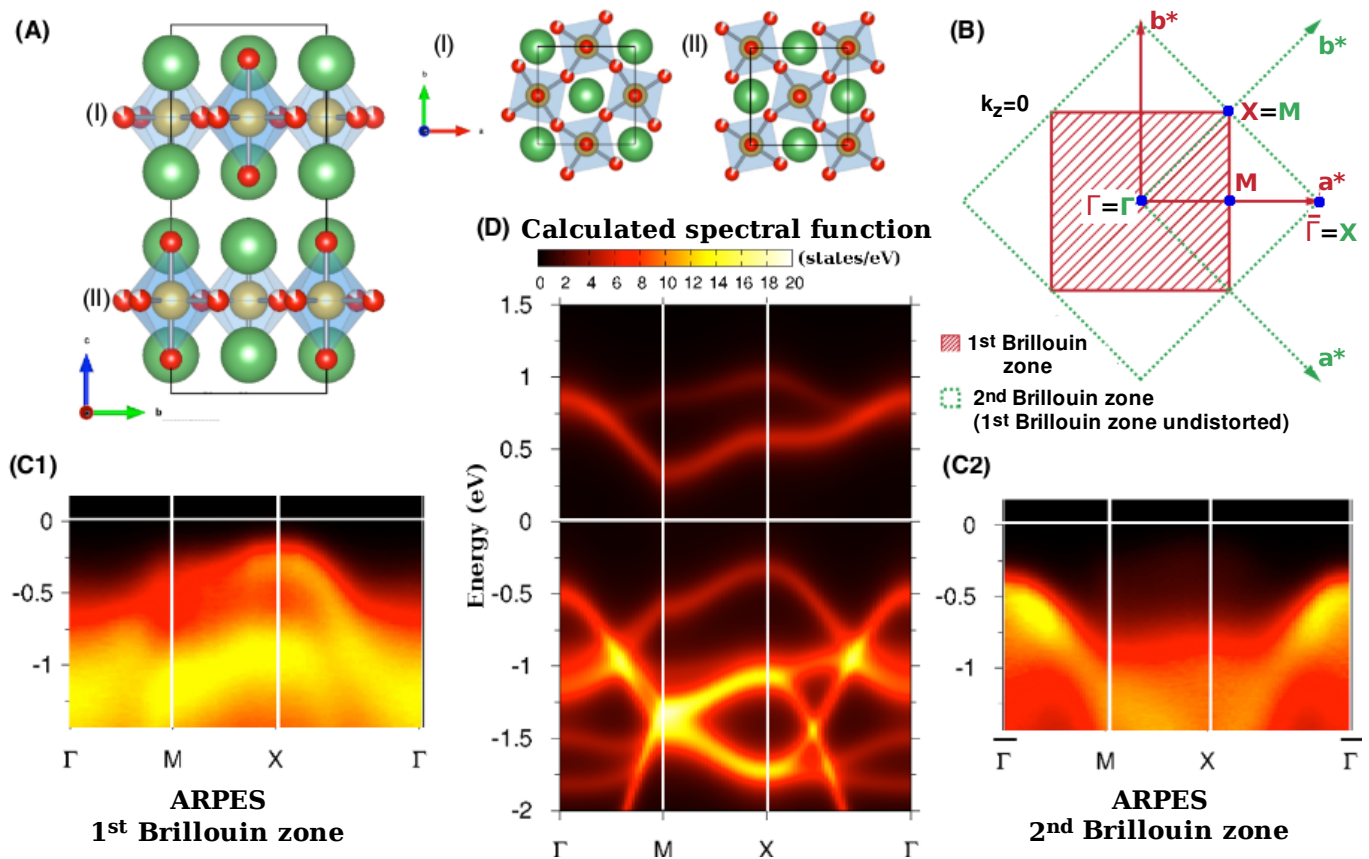 (A)
(I)
(II)
c
b
(I)
b
a
(II)
(B)
b*
b*
k_z=0
X=M
M
a*
Γ=Γ
Γ̄=X
a*
1st Brillouin
zone
2nd Brillouin zone
(1st Brillouin zone undistorted)
(D) Calculated spectral function
(states/eV)
0 2 4 6 8 10 12 14 16 18 20
1.5
1
0.5
0
-0.5
-1
-1.5
-2
Energy (eV)
Γ M X Γ
(C1)
0
-0.5
-1
Γ M X Γ
ARPES
1st Brillouin zone
(C2)
0
-0.5
-1
Γ̄ M X Γ̄
ARPES
2nd Brillouin zone